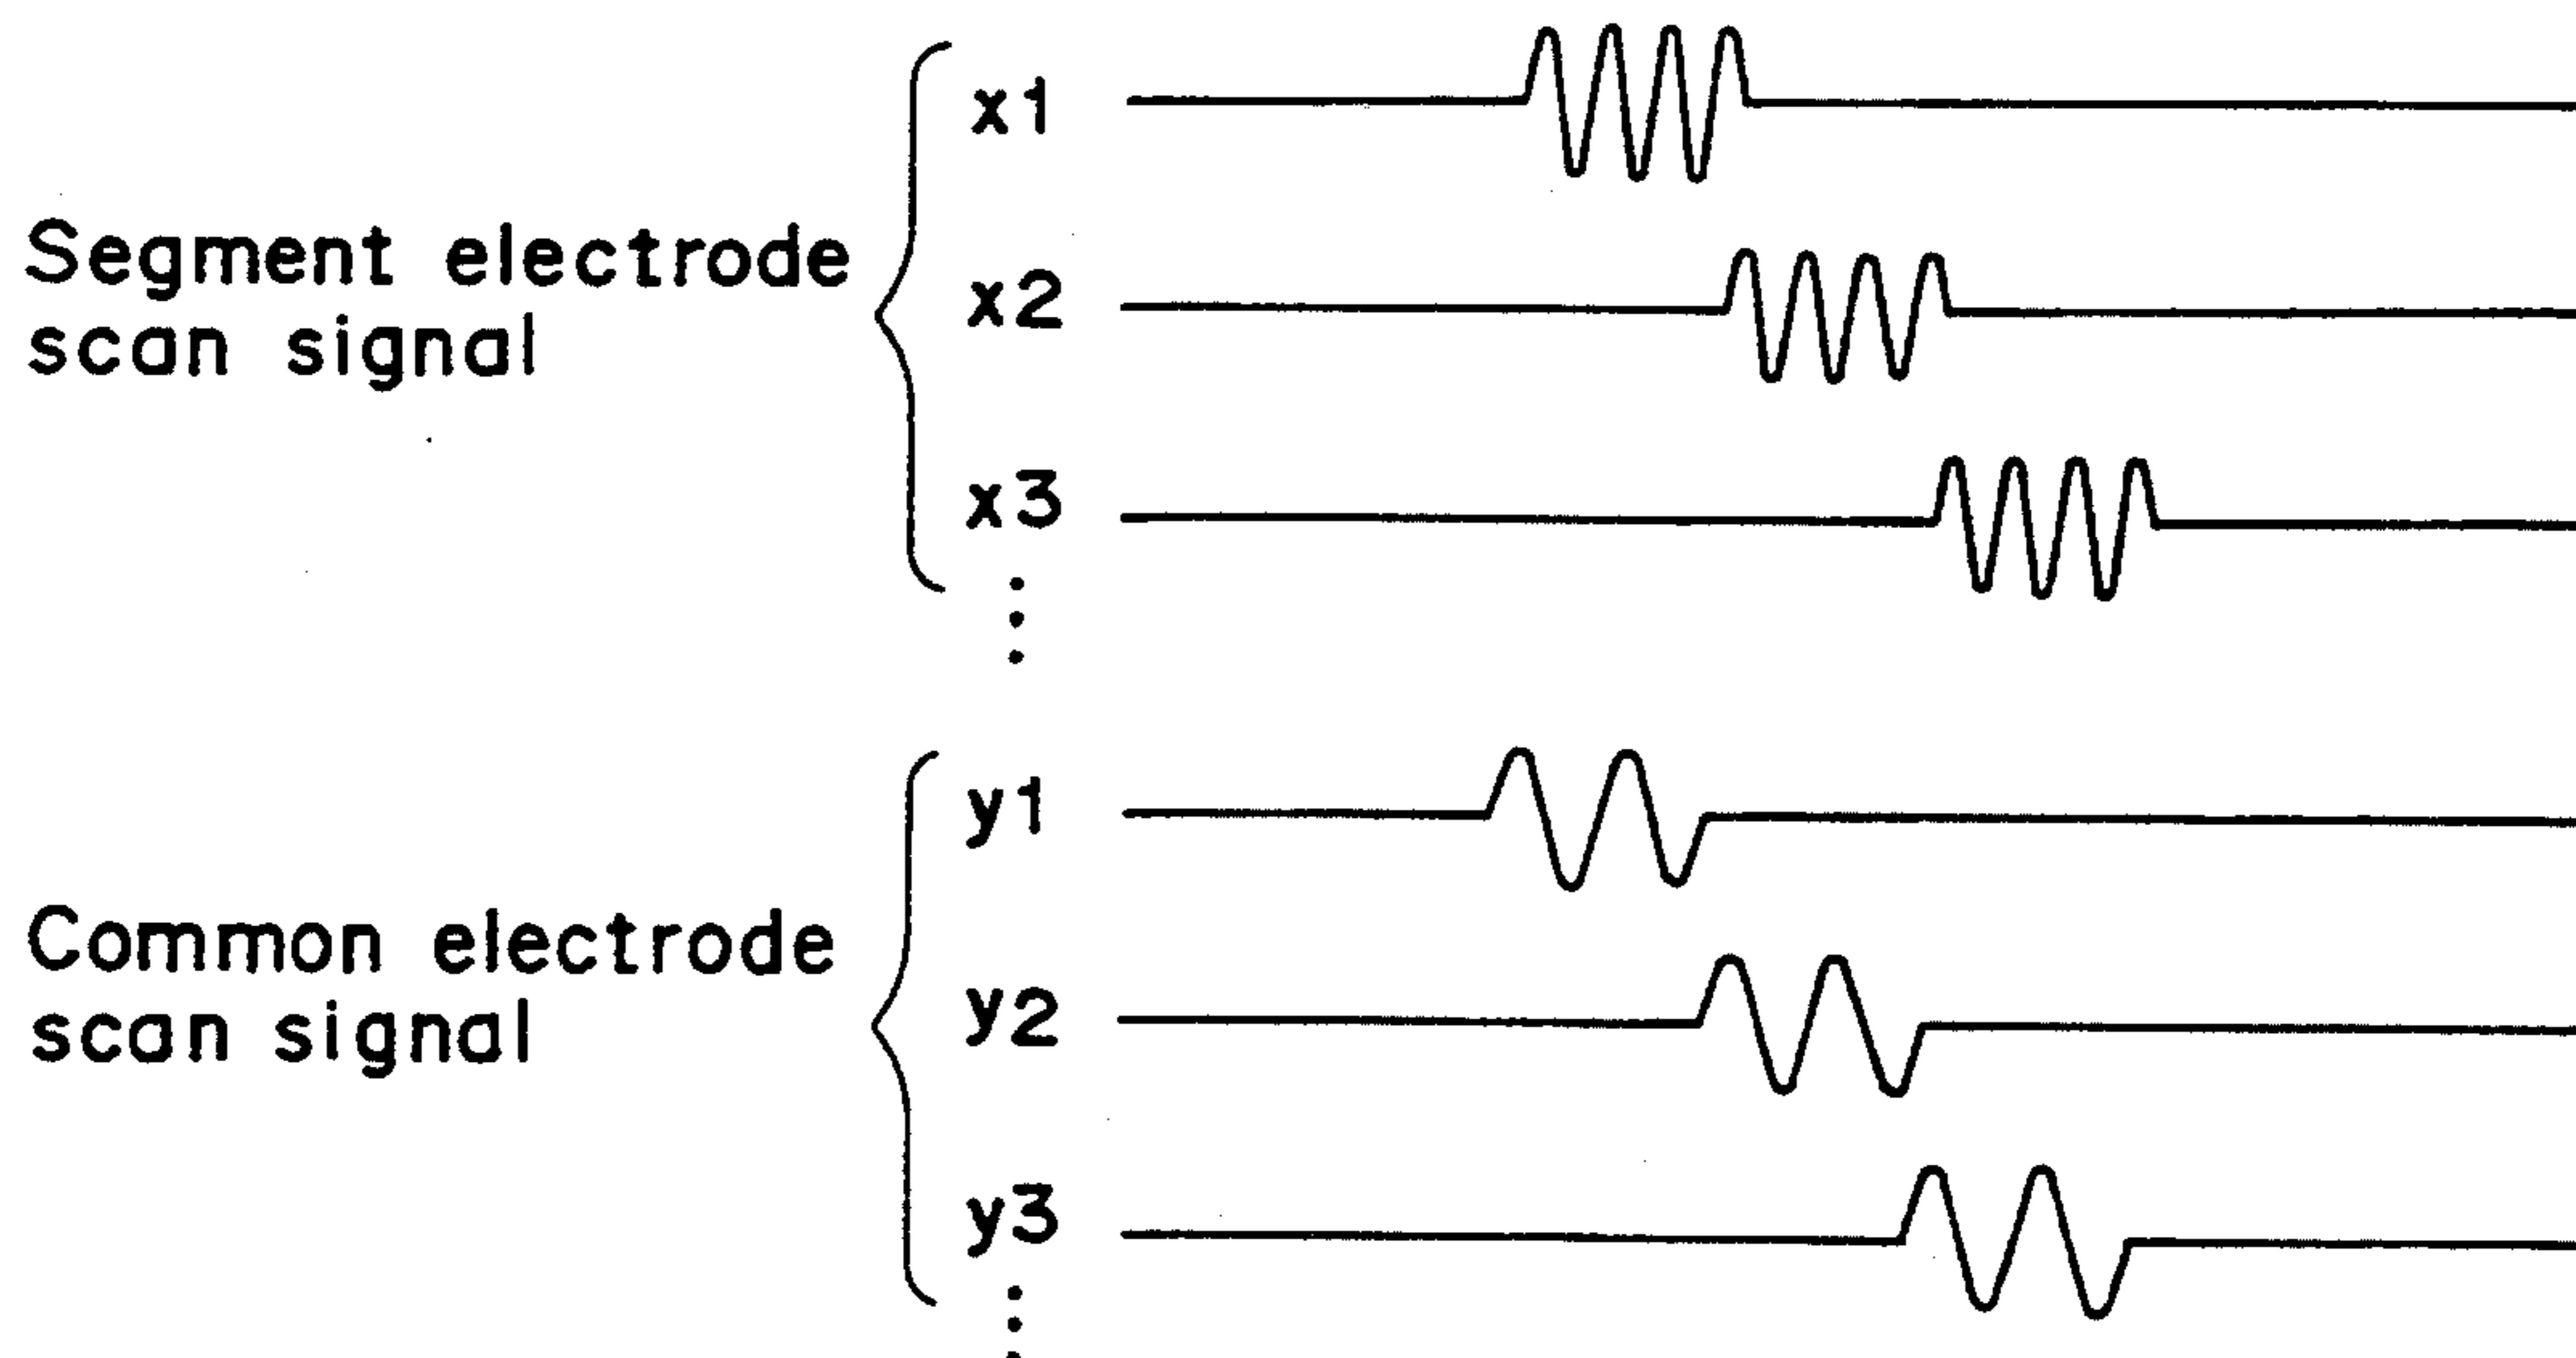 Segment electrode
scan signal
x1
x2
x3
Common electrode
scan signal
y1
y2
y3